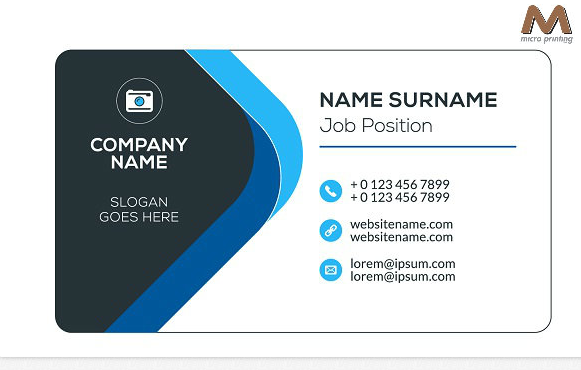 micra printing
COMPANY
NAME
SLOGAN
GOES HERE
NAME SURNAME
Job Position
+ 0 123 456 7899
+ 0 123 456 7899
websitename.com
websitename.com
lorem@ipsum.com
lorem@ipsum.com